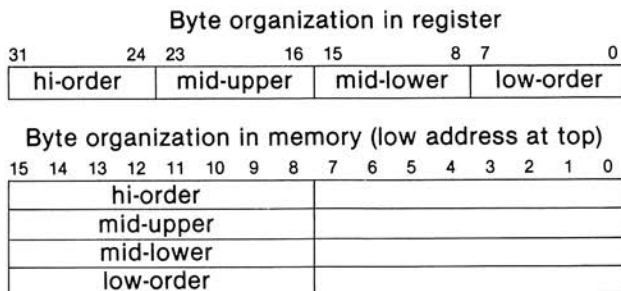 Byte organization in register
31 24 23 16 15 8 7 0
hi-order mid-upper mid-lower low-order
Byte organization in memory (low address at top)
15 14 13 12 11 10 9 8 7 6 5 4 3 2 1 0
hi-order
mid-upper
mid-lower
low-order